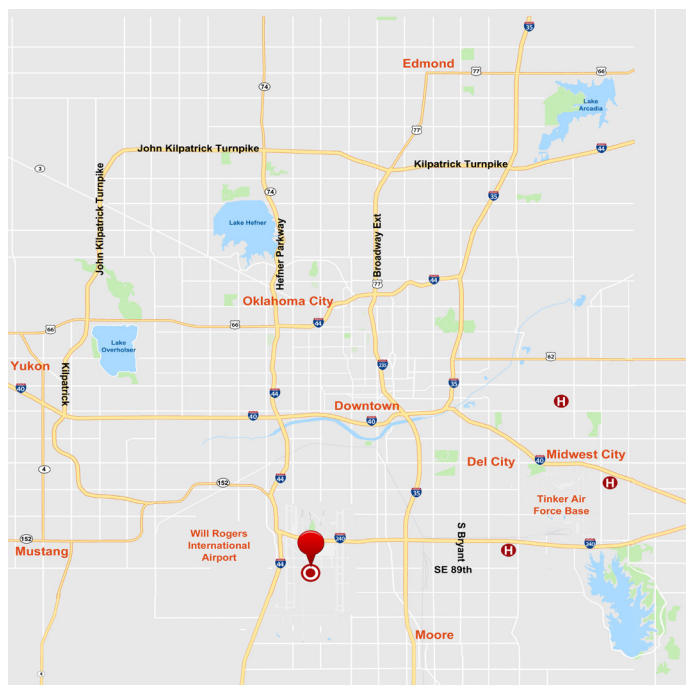 35
Edmond
77
66
74
Lake
Arcadia
77
John Kilpatrick Turnpike
44
Kilpatrick Turnpike
3
John Kilpatrick Turnpike
74
35
Lake Hefner
Hefner Parkway
Broadway Ext
44
77
Oklahoma City
66
66
44
Lake
Overholser
62
Yukon
Kilpatrick
235
35
40
44
H
Downtown
40
40
Del City
40
Midwest City
4
44
152
H
35
Tinker Air
Force Base
Will Rogers
International
Airport
S Bryant
152
240
240
Mustang
H
44
SE 89th
Moore
4